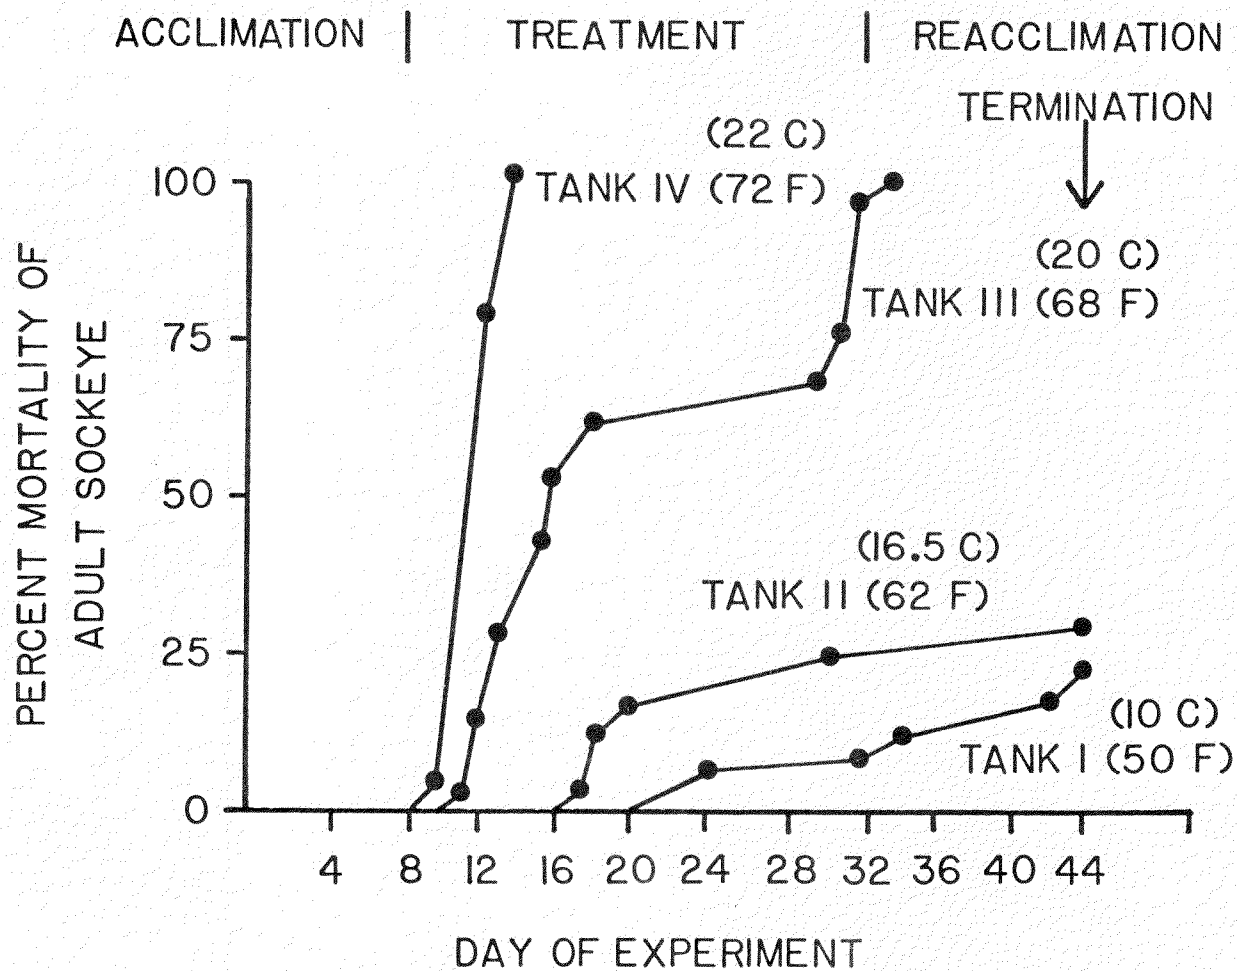 ACCLIMATION | TREATMENT | REACCLIMATION
TERMINATION
(22 C)
TANK IV (72 F)
(20 C)
TANK III (68 F)
(16.5 C)
TANK II (62 F)
(10 C)
TANK I (50 F)
PERCENT MORTALITY OF
ADULT SOCKEYE
100
75
50
25
0
4 8 12 16 20 24 28 32 36 40 44
DAY OF EXPERIMENT